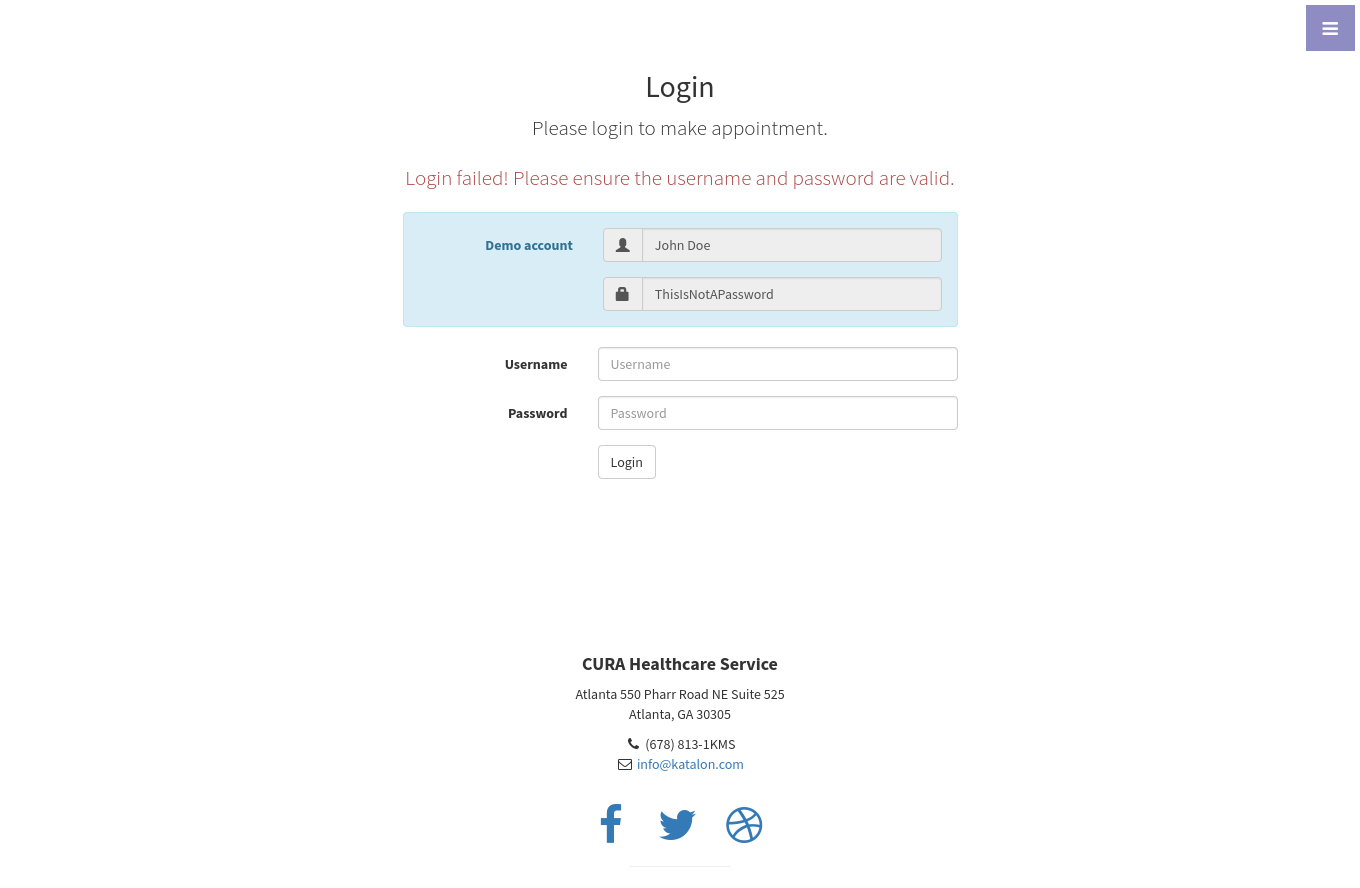 Login
Please login to make appointment.
Login failed! Please ensure the username and password are valid.
Demo account
John Doe
ThisIsNotAPassword
Username
Username
Password
Password
Login
CURA Healthcare Service
Atlanta 550 Pharr Road NE Suite 525
Atlanta, GA 30305
(678) 813-1KMS
info@katalon.com